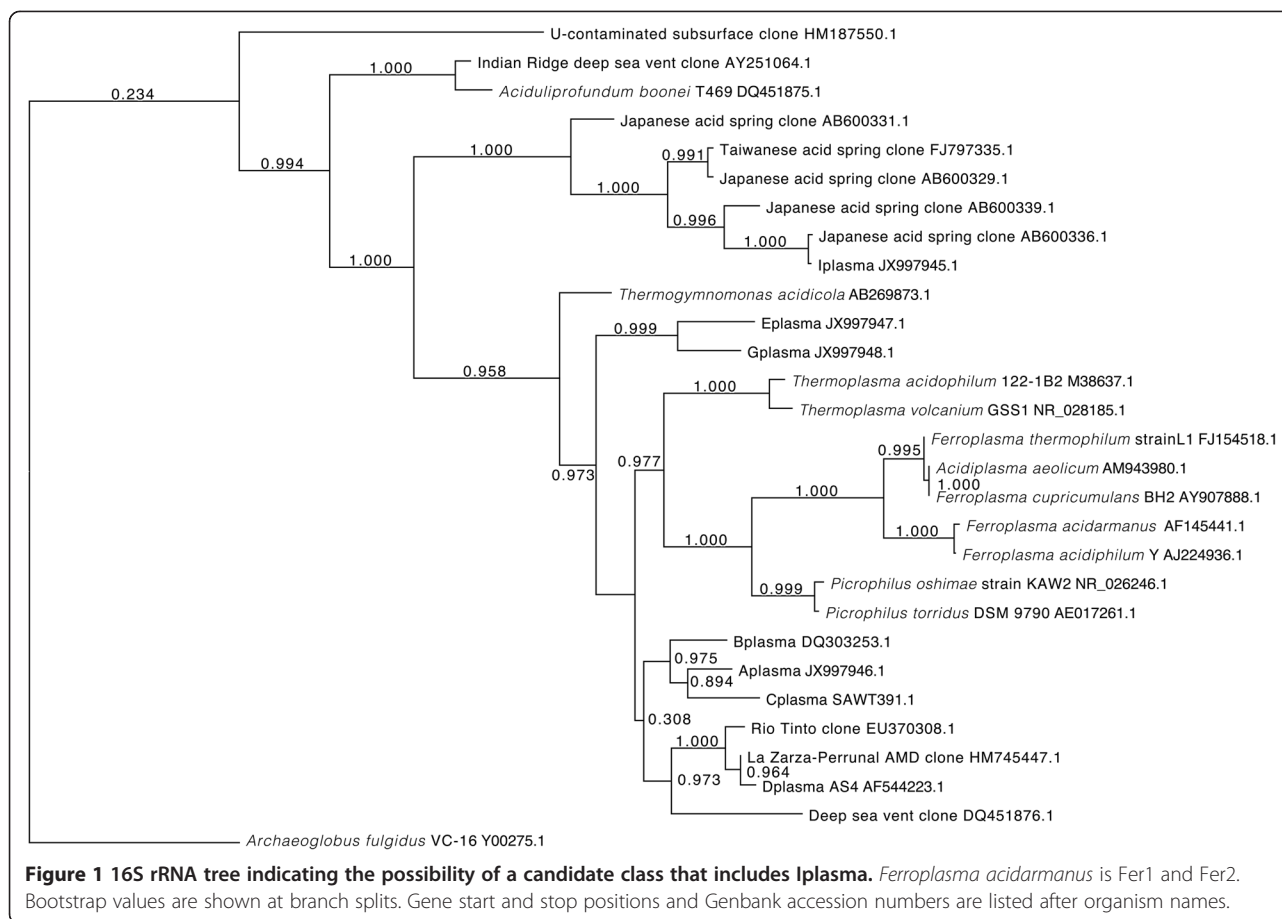 U-contaminated subsurface clone HM187550.1
Indian Ridge deep sea vent clone AY251064.1
1.000
Aciduliprofundum boonei T469 DQ451875.1
0.234
Japanese acid spring clone AB600331.1
1.000
0.994
Taiwanese acid spring clone FJ797335.1
0.991
Japanese acid spring clone AB600329.1
1.000
Japanese acid spring clone AB600339.1
0.996
Japanese acid spring clone AB600336.1
1.000
Iplasma JX997945.1
1.000
Thermogymnomonas acidicola AB269873.1
Eplasma JX997947.1
0.999
Gplasma JX997948.1
0.958
Thermoplasma acidophilum 122-1B2 M38637.1
1.000
Thermoplasma volcanium GSS1 NR_028185.1
Ferroplasma thermophilum strainL1 FJ154518.1
0.995
0.977
0.973
Acidiplasma aeolicum AM943980.1
1.000
1.000
Ferroplasma cupricumulans BH2 AY907888.1
Ferroplasma acidarmanus AF145441.1
1.000
1.000
Ferroplasma acidiphilum Y AJ224936.1
Picrophilus oshimae strain KAW2 NR_026246.1
0.999
Picrophilus torridus DSM 9790 AE017261.1
Bplasma DQ303253.1
0.975
Aplasma JX997946.1
0.894
Cplasma SAWT391.1
0.308
Rio Tinto clone EU370308.1
1.000
La Zarza-Perrunal AMD clone HM745447.1
0.964
0.973
Dplasma AS4 AF544223.1
Deep sea vent clone DQ451876.1
Archaeoglobus fulgidus VC-16 Y00275.1
Figure 1 16S rRNA tree indicating the possibility of a candidate class that includes Iplasma. Ferroplasma acidarmanus is Fer1 and Fer2.
Bootstrap values are shown at branch splits. Gene start and stop positions and Genbank accession numbers are listed after organism names.